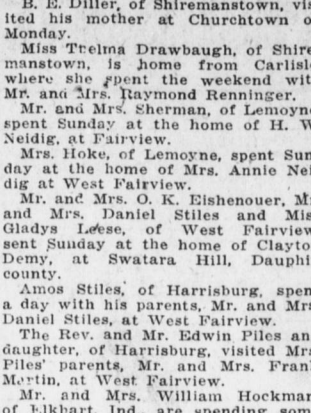 B. E. Diller, of Shiremanstown, vis
ited his mother at Churchtown o
Monday.
Miss Thelma Drawbaugh, of Shire
manstown, is home from Carlisl
where she spent the weekend wit
Mr. and Mrs. Raymond Renninger.
Mr. and Mrs. Sherman, of Lemoyne
spent Sunday at the home of H. W
Neidig, at Fairview.
Mrs. Hoke, of Lemoyne, spent Sun
day at the home of Mrs. Annie Nei
dig at West Fairview.
Mr. and Mrs. O. K. Eishenouer, M
and Mrs. Daniel Stiles and Mis
Gladys Leese, of West Fairview
sent Sunday at the home of Clayto
Demy, at Swatara Hill, Dauphi
county.
Amos Stiles, of Harrisburg, spen
a day with his parents, Mr. and Mrs
Daniel Stiles, at West Fairview.
The Rev. and Mr. Edwin Piles an
daughter, of Harrisburg, visited Mrs
Piles' parents, Mr. and Mrs. Fran
Martin, at West Fairview.
Mr. and Mrs. William Hockman
of Elkhart, Ind., are spending som